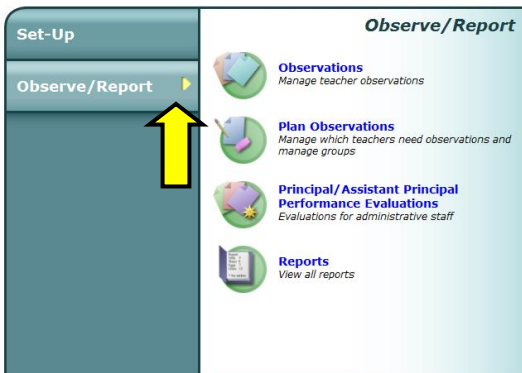 Set-Up
Observe/Report
Observe/Report
Observations
Manage teacher observations
Plan Observations
Manage which teachers need observations and
manage groups
Principal/Assistant Principal
Performance Evaluations
Evaluations for administrative staff
Reports
View all reports